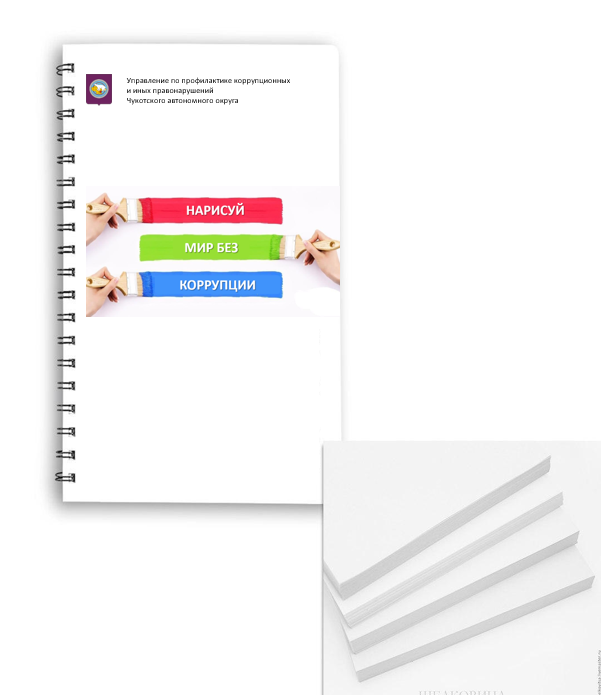 Управление по профилактике коррупционных
и иных правонарушений
Чукотского автономного округа
НАРИСУЙ
МИР БЕЗ
КОРРУПЦИИ